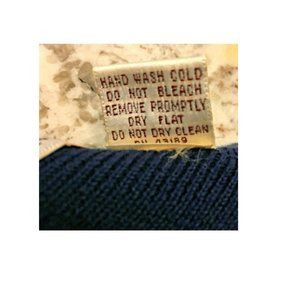 HAND WASH COLD
DO NOT BLEACH
REMOVE PROMPTLY
DRY FLAT
DO NOT DRY CLEAN